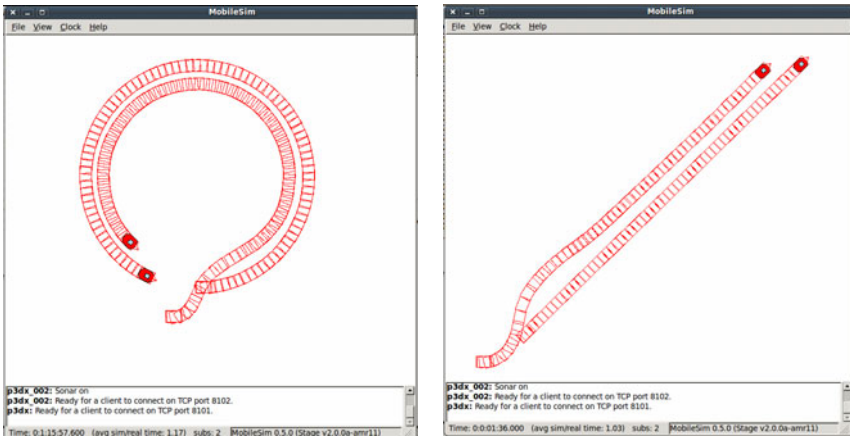 MobileSim
File View Clock Help
p3dx_002: Sonar on
p3dx_002: Ready for a client to connect on TCP port 8102.
p3dx: Ready for a client to connect on TCP port 8101.
Time: 0:1:15:57.600 (avg sim/real time: 1.17) subs: 2 MobileSim 0.5.0 (Stage v2.0.0a-amr11)
MobileSim
File View Clock Help
p3dx_002: Sonar on
p3dx_002: Ready for a client to connect on TCP port 8102.
p3dx: Ready for a client to connect on TCP port 8101.
Time: 0:0:01:36.000 (avg sim/real time: 1.03) subs: 2 MobileSim 0.5.0 (Stage v2.0.0a-amr11)